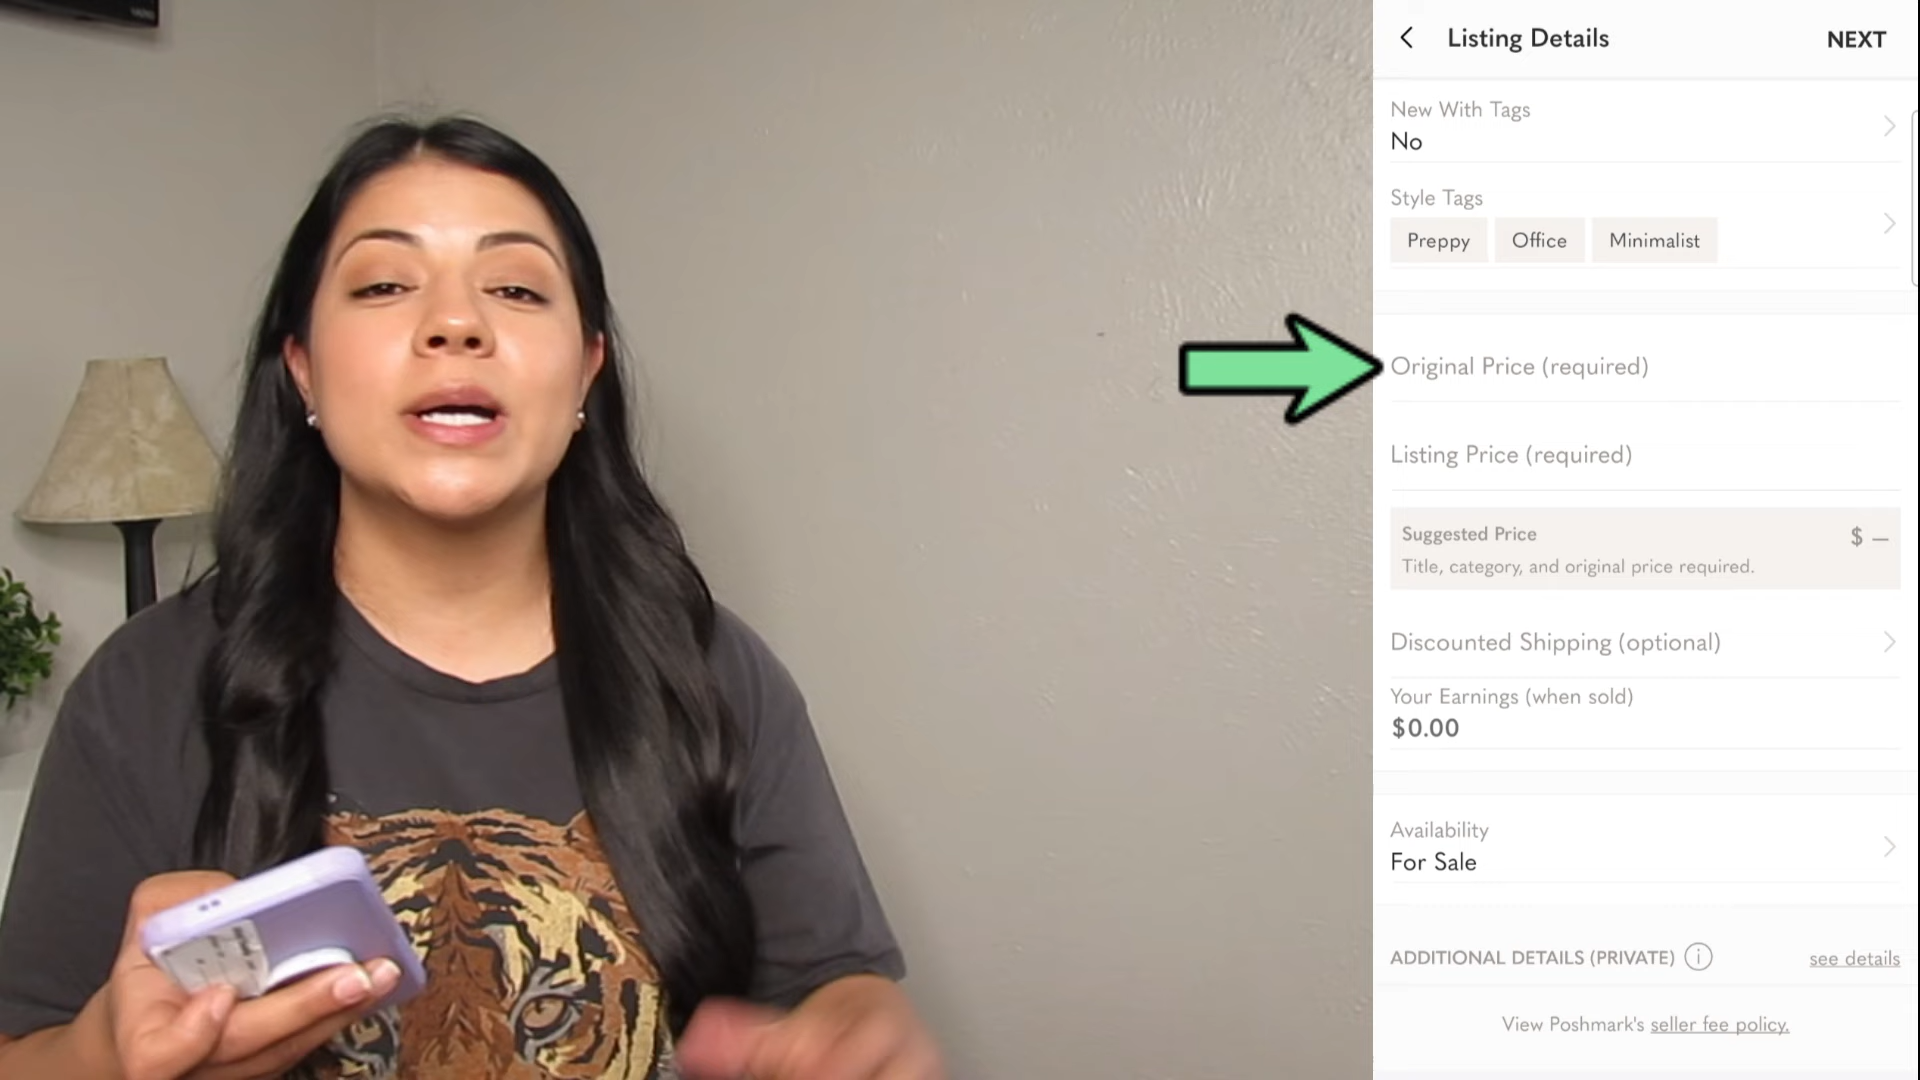 Listing Details
NEXT
New With Tags
No
Style Tags
Preppy Office Minimalist
Original Price (required)
Listing Price (required)
Suggested Price $ –
Title, category, and original price required.
Discounted Shipping (optional)
Your Earnings (when sold)
$0.00
Availability
For Sale
ADDITIONAL DETAILS (PRIVATE) i see details
View Poshmark's seller fee policy.